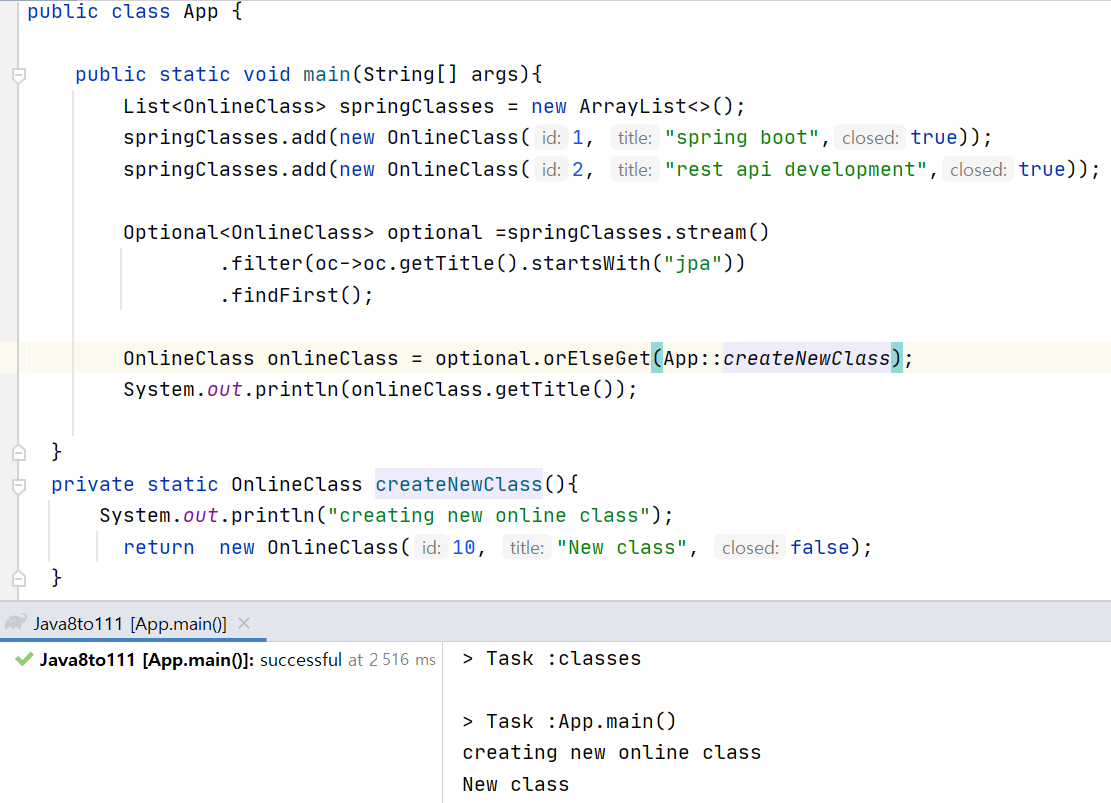 public class App {
public static void main(String[] args){
List<OnlineClass> springClasses = new ArrayList<>();
springClasses.add(new OnlineClass( id: 1, title: "spring boot", closed: true));
springClasses.add(new OnlineClass( id: 2, title: "rest api development", closed: true));
Optional<OnlineClass> optional =springClasses.stream()
.filter(oc->oc.getTitle().startsWith("jpa"))
.findFirst();
OnlineClass onlineClass = optional.orElseGet(App::createNewClass);
System.out.println(onlineClass.getTitle());
}
private static OnlineClass createNewClass(){
System.out.println("creating new online class");
return  new OnlineClass( id: 10, title: "New class", closed: false);
}
Java8to111 [App.main()] ×
Java8to111 [App.main()]: successful at 2 516 ms
> Task :classes
> Task :App.main()
creating new online class
New class